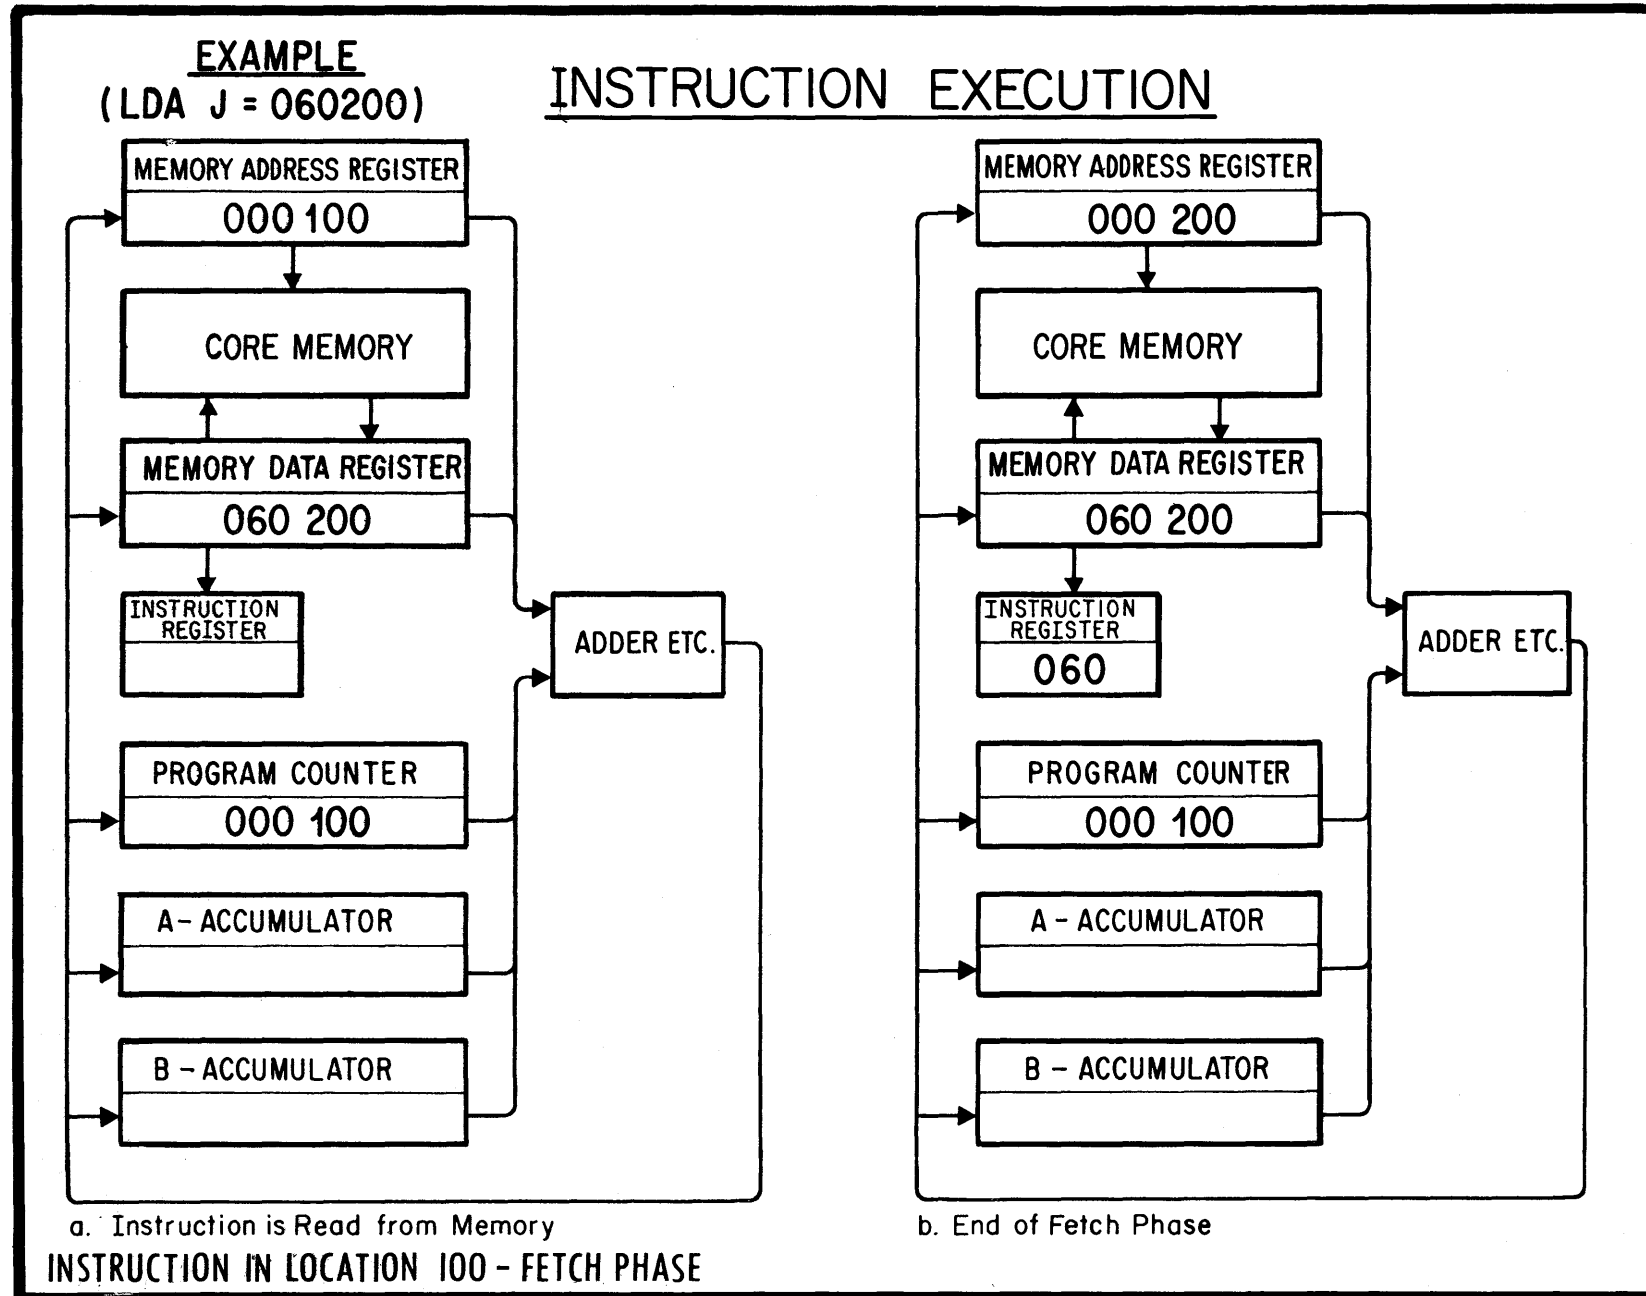 EXAMPLE
(LDA J = 060200)
INSTRUCTION EXECUTION
MEMORY ADDRESS REGISTER
000 100
CORE MEMORY
MEMORY DATA REGISTER
060 200
INSTRUCTION
REGISTER
ADDER ETC.
PROGRAM COUNTER
000 100
A - ACCUMULATOR
B - ACCUMULATOR
a. Instruction is Read from Memory
MEMORY ADDRESS REGISTER
000 200
CORE MEMORY
MEMORY DATA REGISTER
060 200
INSTRUCTION
REGISTER
060
ADDER ETC.
PROGRAM COUNTER
000 100
A - ACCUMULATOR
B - ACCUMULATOR
b. End of Fetch Phase
INSTRUCTION IN LOCATION 100 - FETCH PHASE